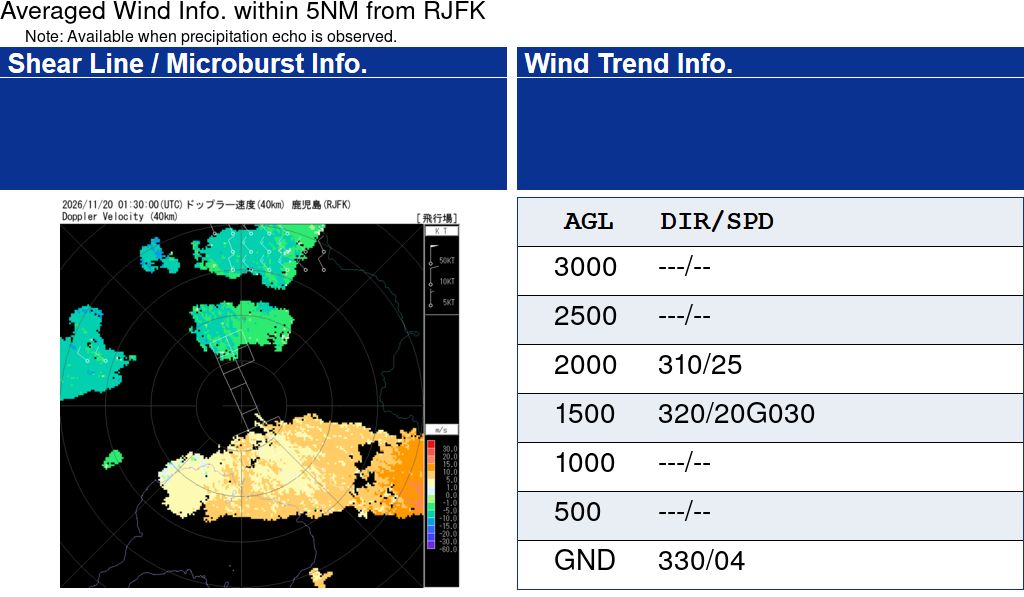 Averaged Wind Info. within 5NM from RJFK
Note: Available when precipitation echo is observed.
Shear Line / Microburst Info.
Wind Trend Info.
2026/11/20 01:30:00(UTC) ドップラー速度(40km) 鹿児島(RJFK)
Doppler Velocity (40km)
[飛行場]
K T
50KT
10KT
5KT
m/s
30.0
20.0
15.0
10.0
5.0
1.0
0.0
-1.0
-5.0
-10.0
-15.0
-20.0
-30.0
-60.0
AGL DIR/SPD
3000 ---/--
2500 ---/--
2000 310/25
1500 320/20G030
1000 ---/--
500 ---/--
GND 330/04